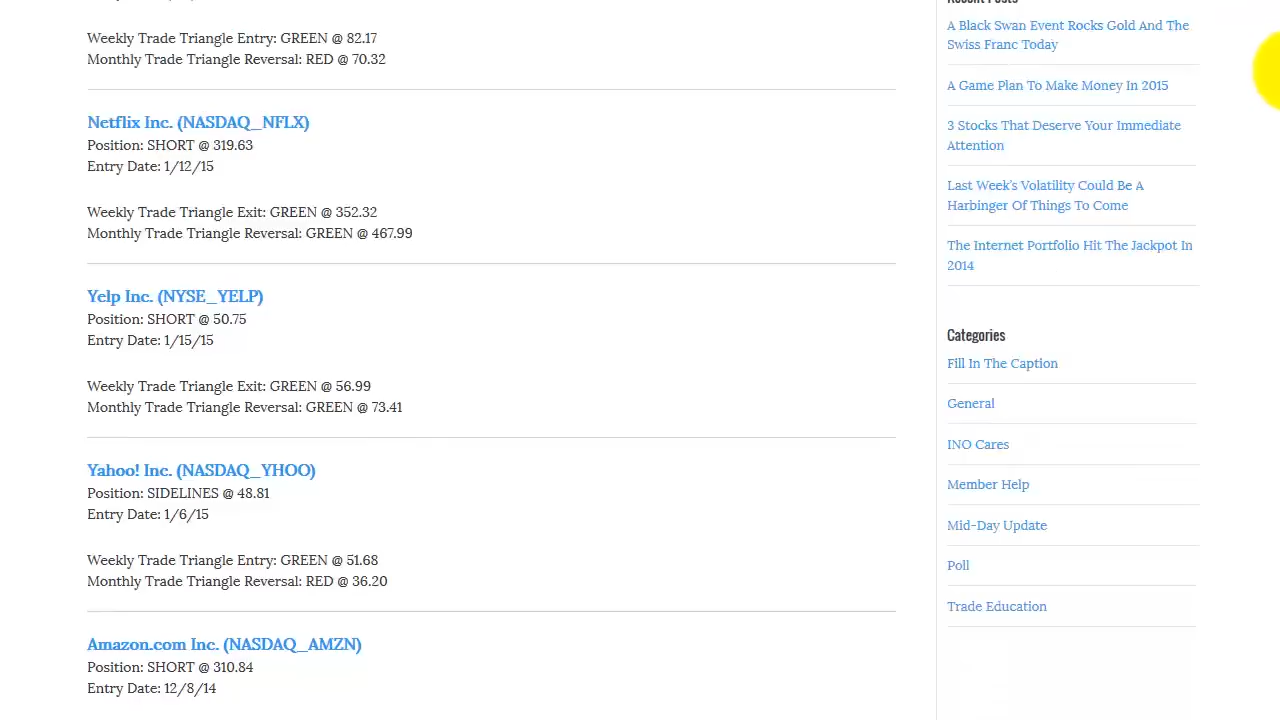 Weekly Trade Triangle Entry: GREEN @ 82.17
Monthly Trade Triangle Reversal: RED @ 70.32
Netflix Inc. (NASDAQ_NFLX)
Position: SHORT @ 319.63
Entry Date: 1/12/15
Weekly Trade Triangle Exit: GREEN @ 352.32
Monthly Trade Triangle Reversal: GREEN @ 467.99
Yelp Inc. (NYSE_YELP)
Position: SHORT @ 50.75
Entry Date: 1/15/15
Weekly Trade Triangle Exit: GREEN @ 56.99
Monthly Trade Triangle Reversal: GREEN @ 73.41
Yahoo! Inc. (NASDAQ_YHOO)
Position: SIDELINES @ 48.81
Entry Date: 1/6/15
Weekly Trade Triangle Entry: GREEN @ 51.68
Monthly Trade Triangle Reversal: RED @ 36.20
Amazon.com Inc. (NASDAQ_AMZN)
Position: SHORT @ 310.84
Entry Date: 12/8/14
Recent Posts
A Black Swan Event Rocks Gold And The
Swiss Franc Today
A Game Plan To Make Money In 2015
3 Stocks That Deserve Your Immediate
Attention
Last Week's Volatility Could Be A
Harbinger Of Things To Come
The Internet Portfolio Hit The Jackpot In
2014
Categories
Fill In The Caption
General
INO Cares
Member Help
Mid-Day Update
Poll
Trade Education